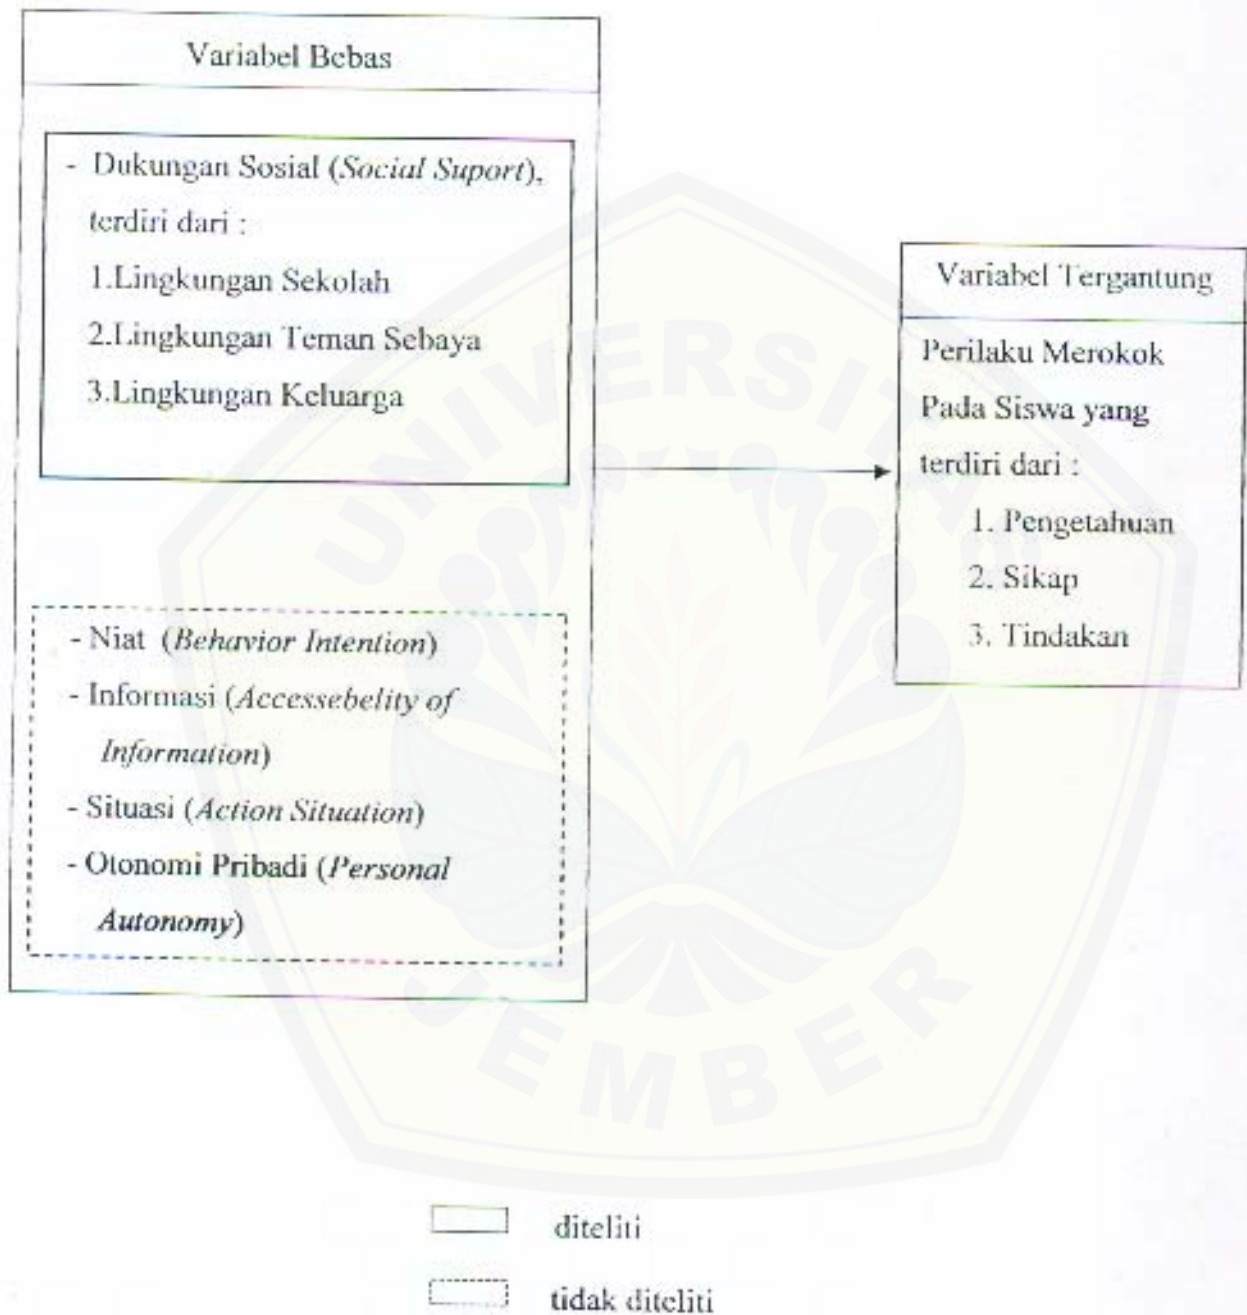 Variabel Bebas
- Dukungan Sosial (Social Suport),
terdiri dari :
1.Lingkungan Sekolah
2.Lingkungan Teman Sebaya
3.Lingkungan Keluarga
- Niat (Behavior Intention)
- Informasi (Accessebelity of
Information)
- Situasi (Action Situation)
- Otonomi Pribadi (Personal
Autonomy)
Variabel Tergantung
Perilaku Merokok
Pada Siswa yang
terdiri dari :
1. Pengetahuan
2. Sikap
3. Tindakan
UNIVERSITAS
JEMBER
diteliti
tidak diteliti